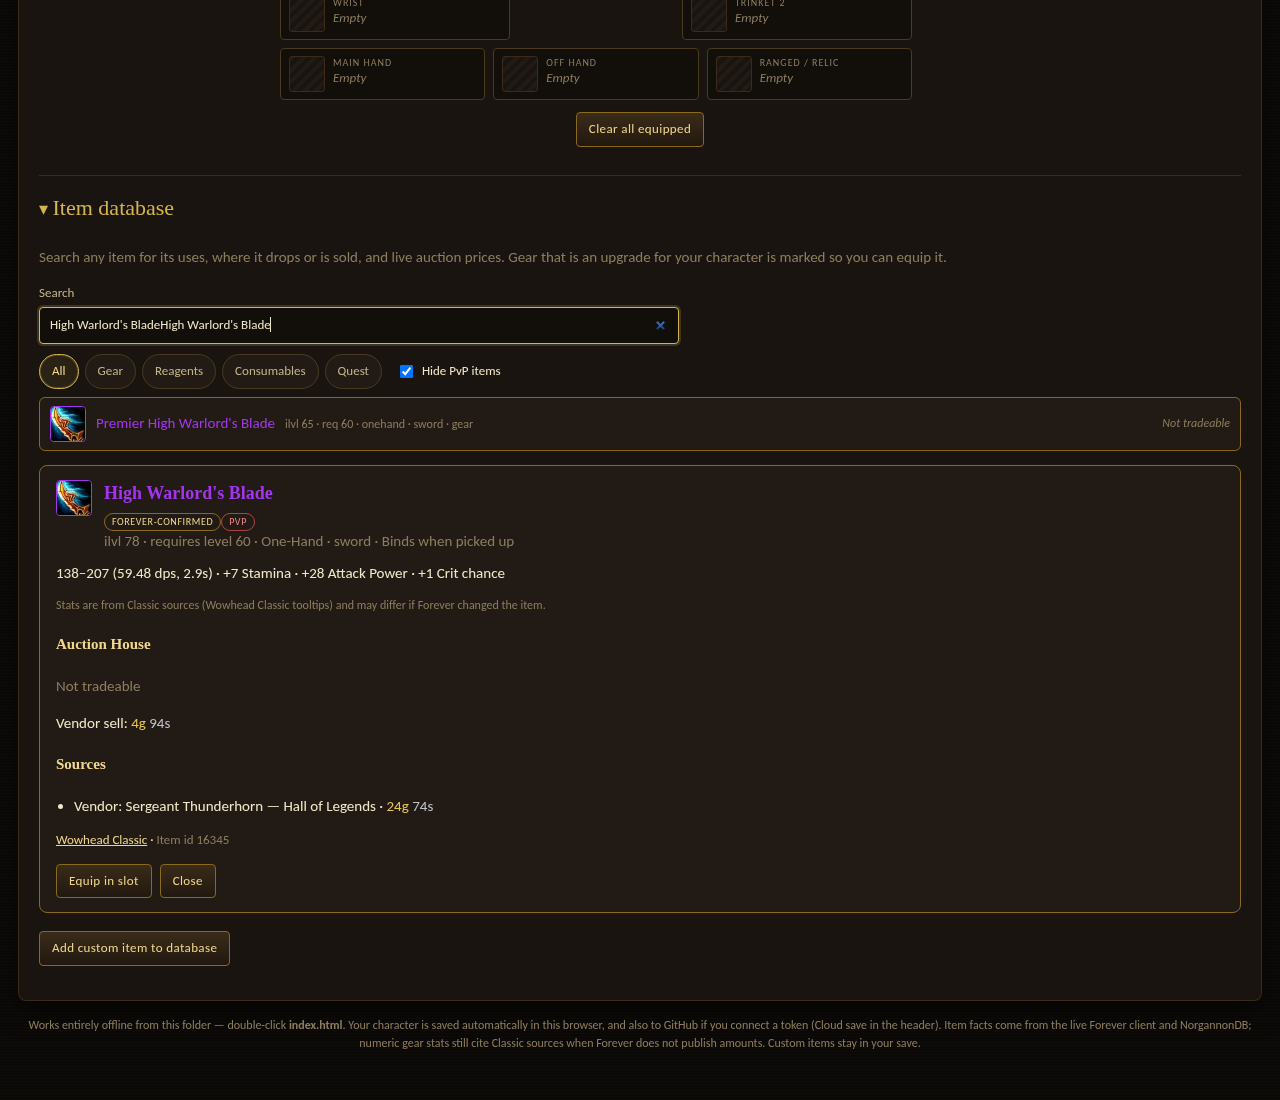 WRIST
Empty
TRINKET 2
Empty
MAIN HAND
Empty
OFF HAND
Empty
RANGED / RELIC
Empty
Clear all equipped
▾ Item database
Search any item for its uses, where it drops or is sold, and live auction prices. Gear that is an upgrade for your character is marked so you can equip it.
Search
High Warlord's BladeHigh Warlord's Blade
All
Gear
Reagents
Consumables
Quest
Hide PvP items
Premier High Warlord's Blade
ilvl 65 · req 60 · onehand · sword · gear
Not tradeable
High Warlord's Blade
FOREVER-CONFIRMED
PVP
ilvl 78 · requires level 60 · One-Hand · sword · Binds when picked up
138–207 (59.48 dps, 2.9s) · +7 Stamina · +28 Attack Power · +1 Crit chance
Stats are from Classic sources (Wowhead Classic tooltips) and may differ if Forever changed the item.
Auction House
Not tradeable
Vendor sell: 4g 94s
Sources
• Vendor: Sergeant Thunderhorn — Hall of Legends · 24g 74s
Wowhead Classic · Item id 16345
Equip in slot
Close
Add custom item to database
Works entirely offline from this folder — double-click index.html. Your character is saved automatically in this browser, and also to GitHub if you connect a token (Cloud save in the header). Item facts come from the live Forever client and NorgannonDB;
numeric gear stats still cite Classic sources when Forever does not publish amounts. Custom items stay in your save.